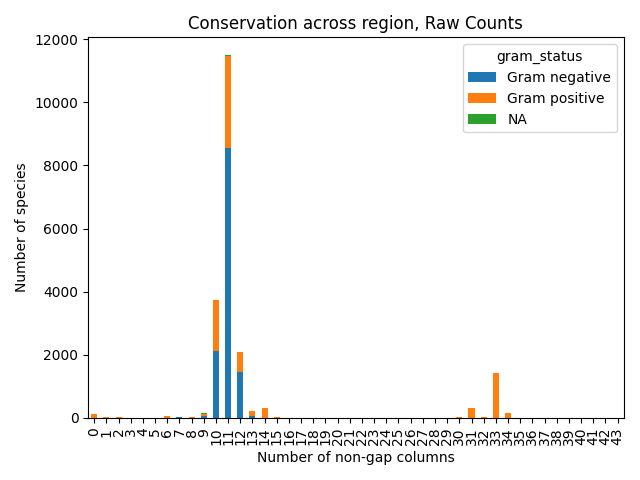 Conservation across region, Raw Counts
12000
10000
8000
6000
4000
2000
0
Number of species
gram_status
Gram negative
Gram positive
NA
0 1 2 3 4 5 6 7 8 9 10 11 12 13 14 15 16 17 18 19 20 21 22 23 24 25 26 27 28 29 30 31 32 33 34 35 36 37 38 39 40 41 42 43
Number of non-gap columns